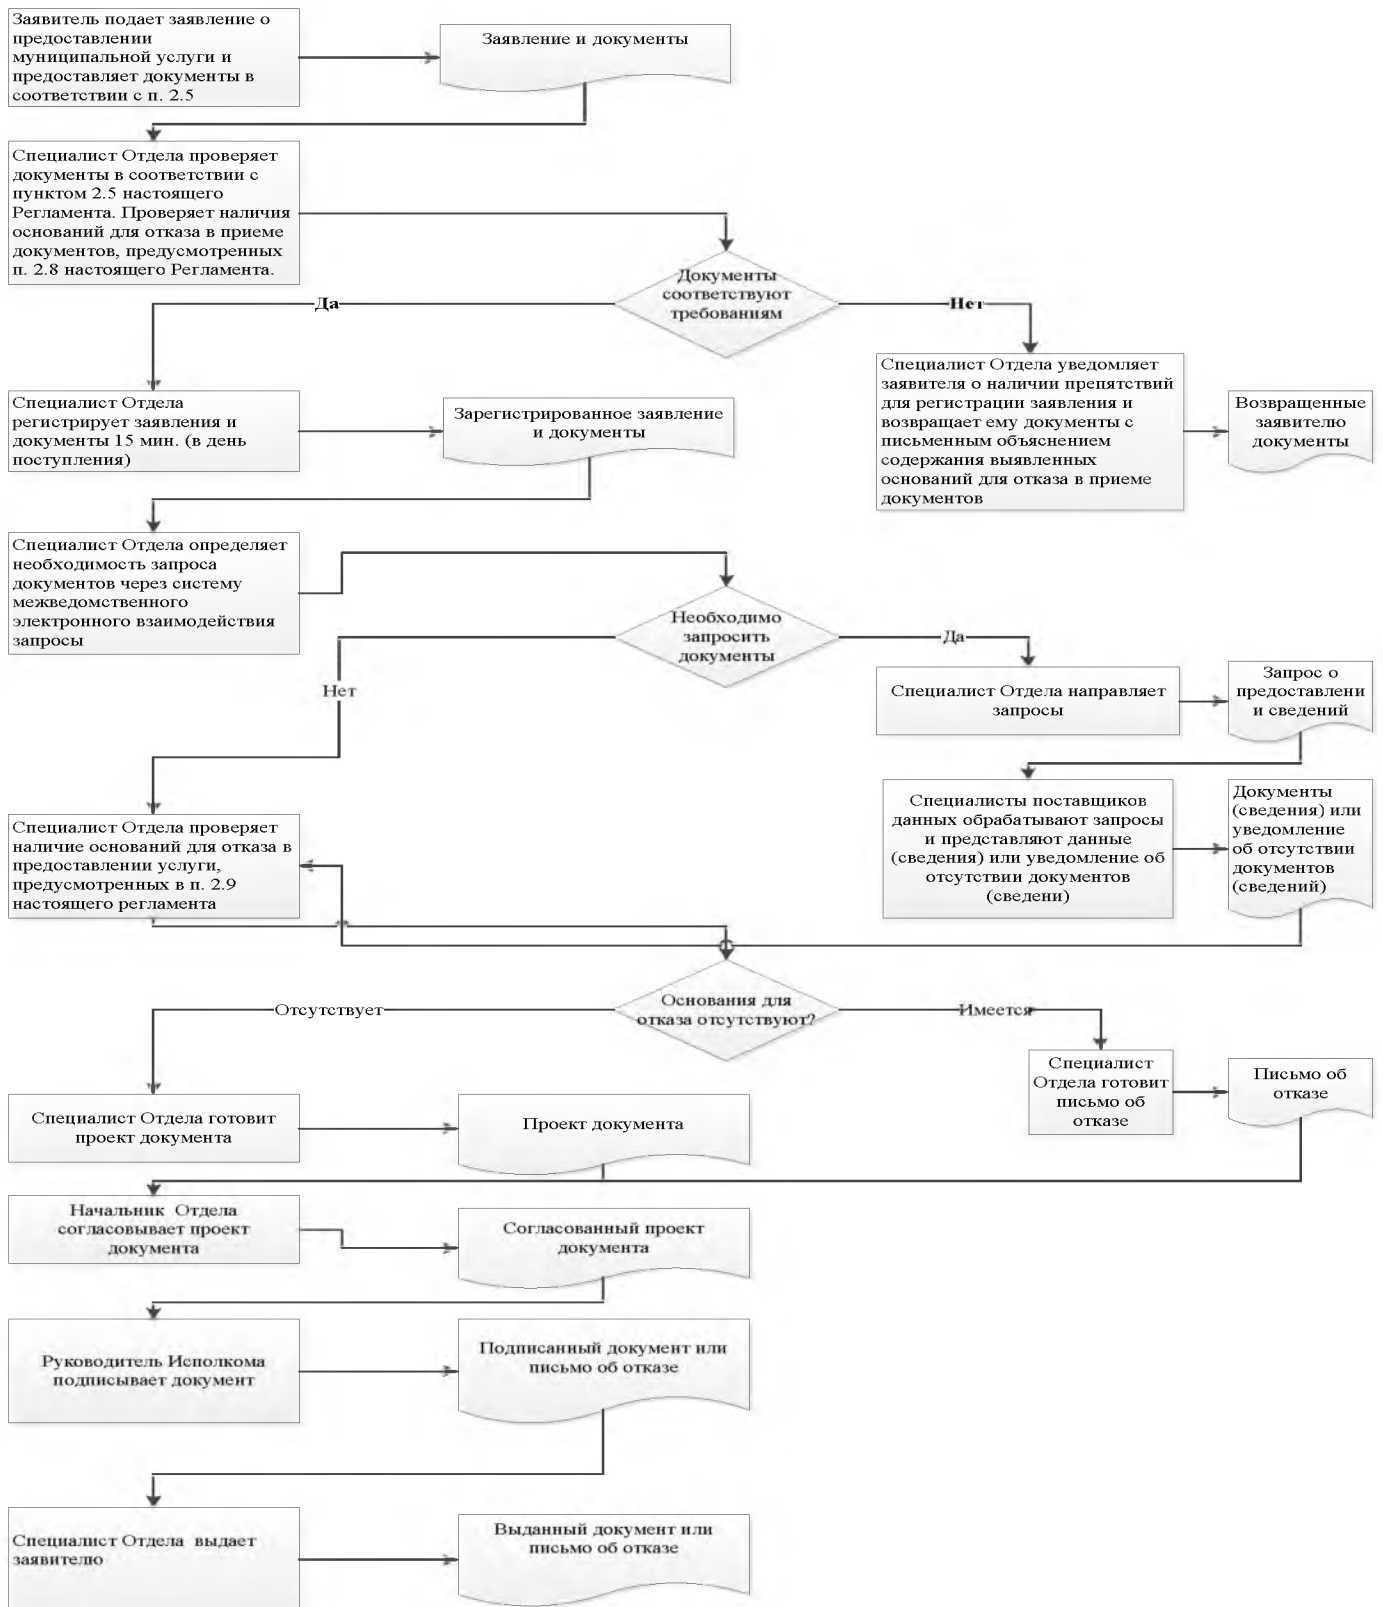 Заявитель подает заявление о
предоставлении
муниципальной услуги и
предоставляет документы в
соответствии с п. 2.5
Заявление и документы
Специалист Отдела проверяет
документы в соответствии с
пунктом 2.5 настоящего
Регламента. Проверяет наличия
оснований для отказа в приеме
документов, предусмотренных
п. 2.8 настоящего Регламента.
Документы
соответствуют
требованиям
Да
Нет
Специалист Отдела
регистрирует заявления и
документы 15 мин. (в день
поступления)
Зарегистрированное заявление
и документы
Специалист Отдела уведомляет
заявителя о наличии препятствий
для регистрации заявления и
возвращает ему документы с
письменным объяснением
содержания выявленных
оснований для отказа в приеме
документов
Возвращенные
заявителю
документы
Специалист Отдела определяет
необходимость запроса
документов через систему
межведомственного
электронного взаимодействия
запросы
Необходимо
запросить
документы
Да
Нет
Специалист Отдела направляет
запросы
Запрос о
предоставлени
и сведений
Специалисты поставщиков
данных обрабатывают запросы
и представляют данные
(сведения) или уведомление об
отсутствии документов
(сведени)
Документы
(сведения) или
уведомление
об отсутствии
документов
(сведений)
Специалист Отдела проверяет
наличие оснований для отказа в
предоставлении услуги,
предусмотренных в п. 2.9
настоящего регламента
Основания для
отказа отсутствуют?
Отсутствует
Имеется
Специалист
Отдела готовит
письмо об
отказе
Письмо об
отказе
Специалист Отдела готовит
проект документа
Проект документа
Начальник Отдела
согласовывает проект
документа
Согласованный проект
документа
Руководитель Исполкома
подписывает документ
Подписанный документ или
письмо об отказе
Специалист Отдела выдает
заявителю
Выданный документ или
письмо об отказе